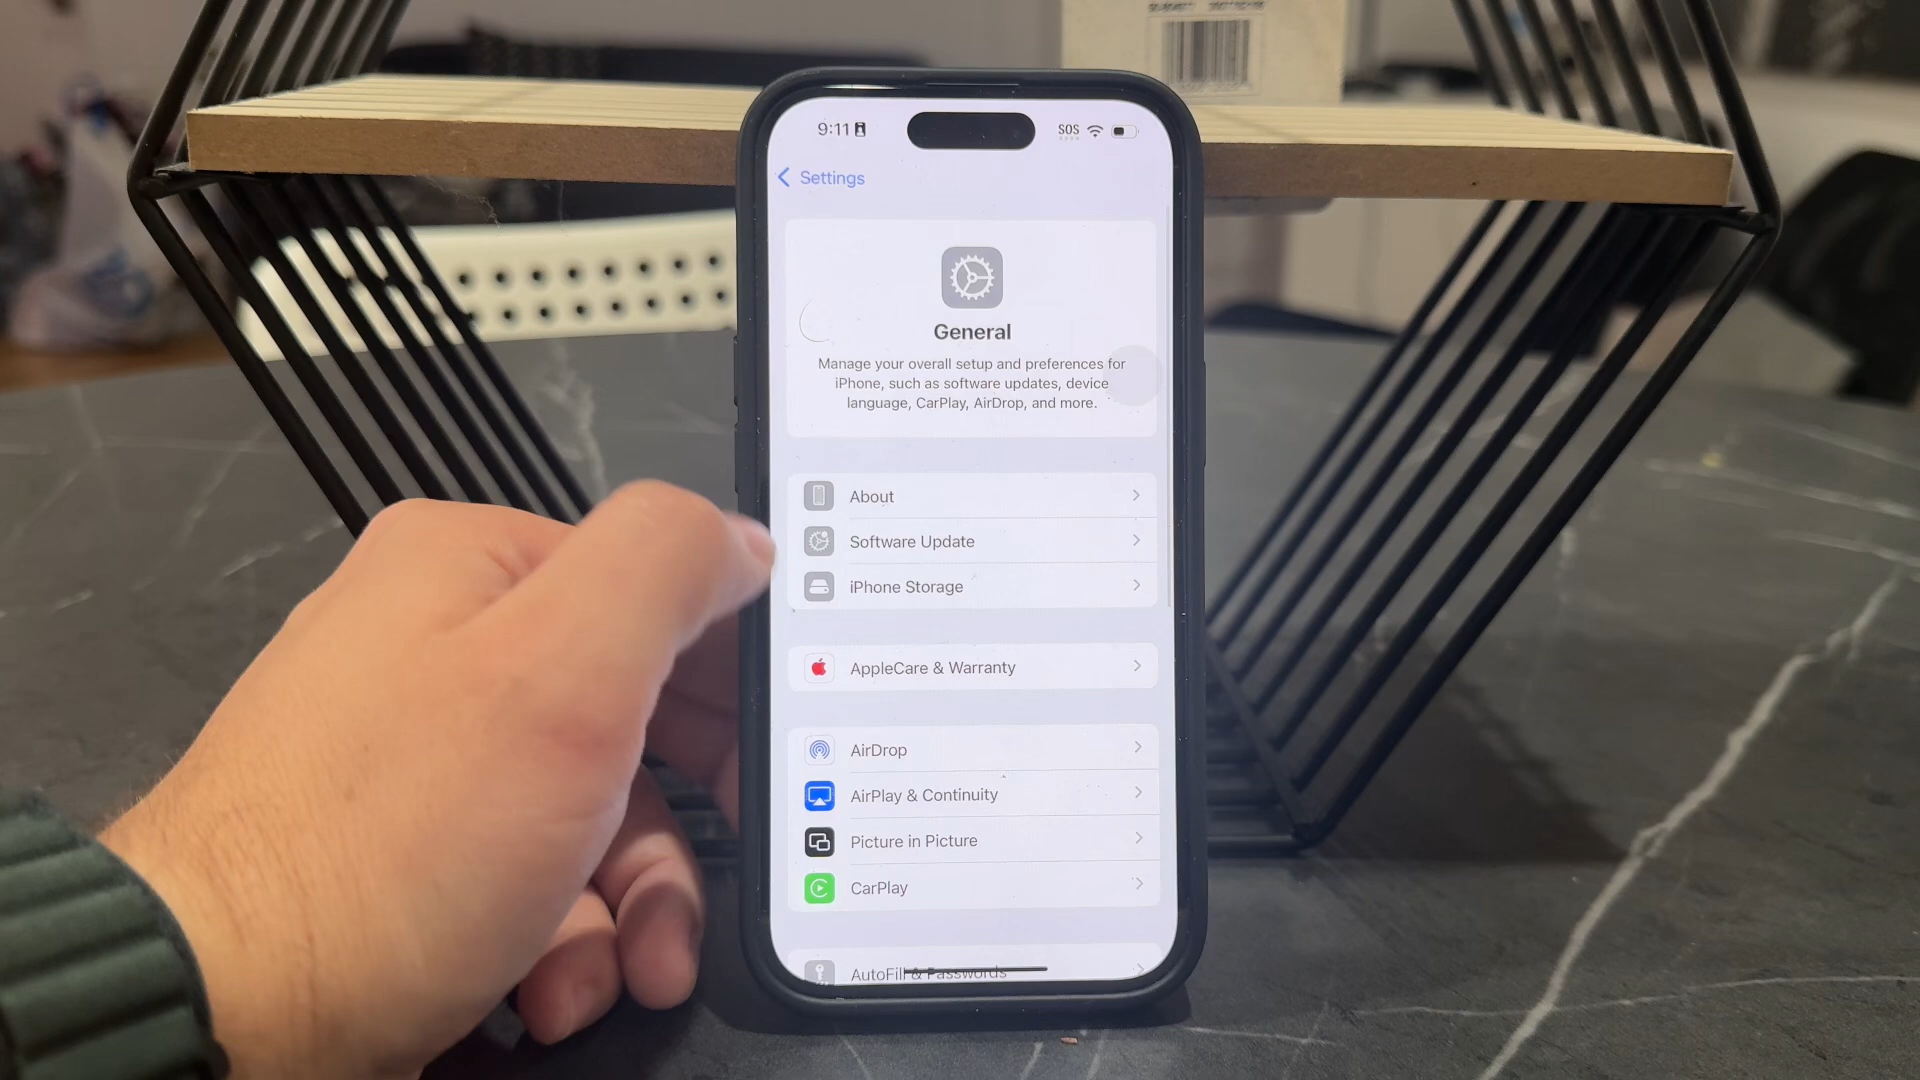 9:11
SOS
Settings
General
Manage your overall setup and preferences for
iPhone, such as software updates, device
language, CarPlay, AirDrop, and more.
About
Software Update
iPhone Storage
AppleCare & Warranty
AirDrop
AirPlay & Continuity
Picture in Picture
CarPlay
AutoFill & Passwords